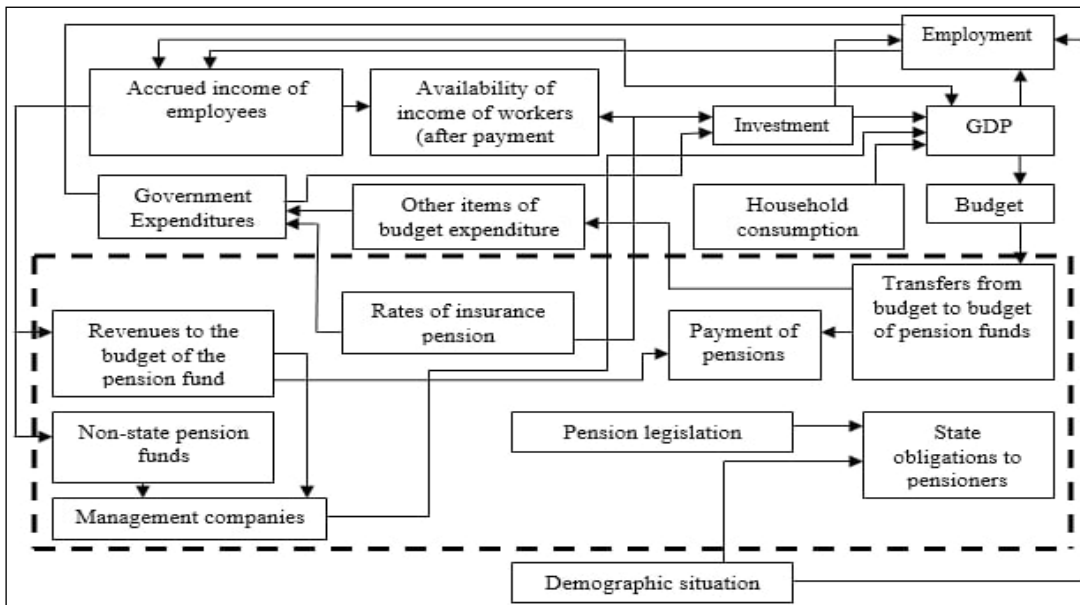 Employment
Accrued income of
employees
Availability of
income of workers
(after payment
Investment
GDP
Government
Expenditures
Other items of
budget expenditure
Household
consumption
Budget
Transfers from
budget to budget
of pension funds
Rates of insurance
pension
Revenues to the
budget of the
pension fund
Payment of
pensions
Non-state pension
funds
Pension legislation
State
obligations to
pensioners
Management companies
Demographic situation